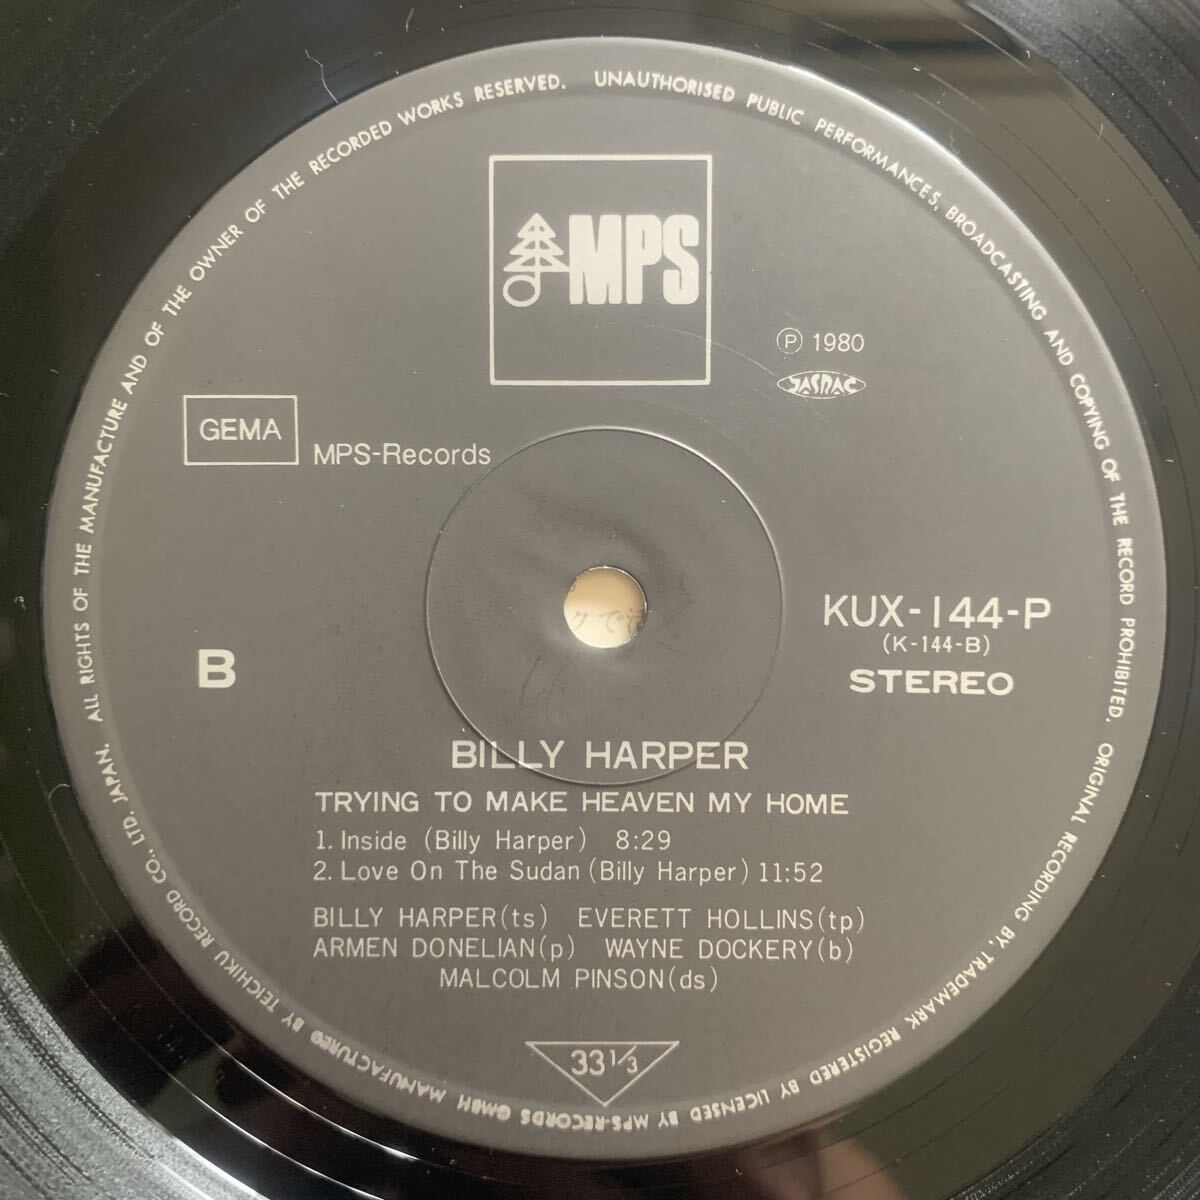 ALL RIGHTS OF THE MANUFACTURE AND OF THE OWNER OF THE RECORDED WORKS RESERVED. UNAUTHORISED PUBLIC PERFORMANCES, BROADCASTING AND COPYING OF THE RECORD PROHIBITED. ORIGINAL RECORDING BY, TRADEMARK REGISTERED BY LICENSED BY MPS-RECORDS GMBH MANUFACTURED BY TEICHIKU RECORD CO., LTD. JAPAN.
MPS
Ⓟ 1980
JASRAC
GEMA
MPS-Records
KUX-144-P
(K-144-B)
STEREO
B
BILLY HARPER
TRYING TO MAKE HEAVEN MY HOME
1. Inside (Billy Harper) 8:29
2. Love On The Sudan (Billy Harper) 11:52
BILLY HARPER(ts) EVERETT HOLLINS(tp)
ARMEN DONELIAN(p) WAYNE DOCKERY(b)
MALCOLM PINSON(ds)
33 1/3